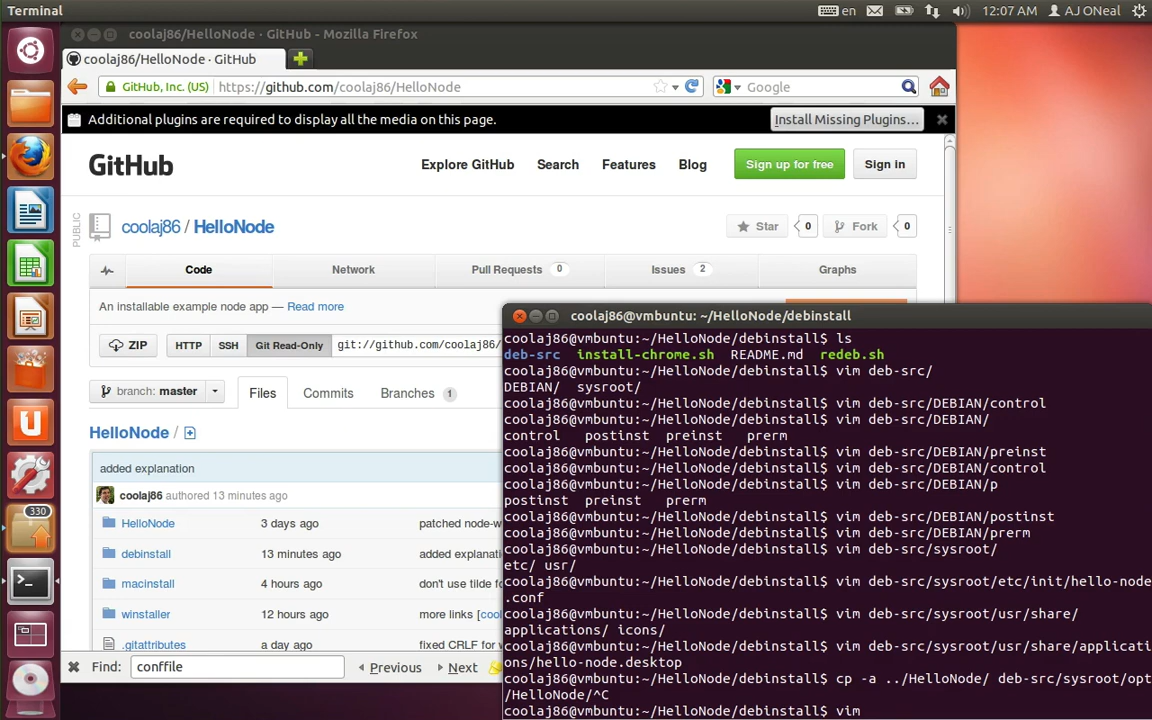 Terminal
en
12:07 AM
AJ ONeal
coolaj86/HelloNode · GitHub - Mozilla Firefox
coolaj86/HelloNode · GitHub
GitHub, Inc. (US)
https://github.com/coolaj86/HelloNode
Google
Additional plugins are required to display all the media on this page.
Install Missing Plugins...
GitHub
Explore GitHub
Search
Features
Blog
Sign up for free
Sign in
PUBLIC
coolaj86 / HelloNode
Star
0
Fork
0
Code
Network
Pull Requests 0
Issues 2
Graphs
An installable example node app — Read more
ZIP
HTTP
SSH
Git Read-Only
git://github.com/coolaj86/
branch: master
Files
Commits
Branches 1
HelloNode /
added explanation
coolaj86 authored 13 minutes ago
HelloNode 3 days ago patched node-w
debinstall 13 minutes ago added explana
macinstall 4 hours ago don't use tilde fo
winstaller 12 hours ago more links [cool
.gitattributes 3 days ago fixed CRLF for w
Find: conffile
Previous
Next
330
coolaj86@vmbuntu: ~/HelloNode/debinstall
coolaj86@vmbuntu:~/HelloNode/debinstall$ ls
deb-src install-chrome.sh README.md redeb.sh
coolaj86@vmbuntu:~/HelloNode/debinstall$ vim deb-src/
DEBIAN/ sysroot/
coolaj86@vmbuntu:~/HelloNode/debinstall$ vim deb-src/DEBIAN/control
coolaj86@vmbuntu:~/HelloNode/debinstall$ vim deb-src/DEBIAN/
control postinst preinst prerm
coolaj86@vmbuntu:~/HelloNode/debinstall$ vim deb-src/DEBIAN/preinst
coolaj86@vmbuntu:~/HelloNode/debinstall$ vim deb-src/DEBIAN/control
coolaj86@vmbuntu:~/HelloNode/debinstall$ vim deb-src/DEBIAN/p
postinst preinst prerm
coolaj86@vmbuntu:~/HelloNode/debinstall$ vim deb-src/DEBIAN/postinst
coolaj86@vmbuntu:~/HelloNode/debinstall$ vim deb-src/DEBIAN/prerm
coolaj86@vmbuntu:~/HelloNode/debinstall$ vim deb-src/sysroot/
etc/ usr/
coolaj86@vmbuntu:~/HelloNode/debinstall$ vim deb-src/sysroot/etc/init/hello-node
.conf
coolaj86@vmbuntu:~/HelloNode/debinstall$ vim deb-src/sysroot/usr/share/
applications/ icons/
coolaj86@vmbuntu:~/HelloNode/debinstall$ vim deb-src/sysroot/usr/share/applicati
ons/hello-node.desktop
coolaj86@vmbuntu:~/HelloNode/debinstall$ cp -a ../HelloNode/ deb-src/sysroot/opt
/HelloNode/^C
coolaj86@vmbuntu:~/HelloNode/debinstall$ vim